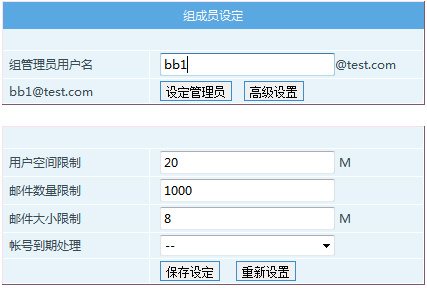 组成员设定
组管理员用户名 bb1 @test.com
bb1@test.com 设定管理员 高级设置
用户空间限制 20 M
邮件数量限制 1000
邮件大小限制 8 M
帐号到期处理 --
保存设定 重新设置